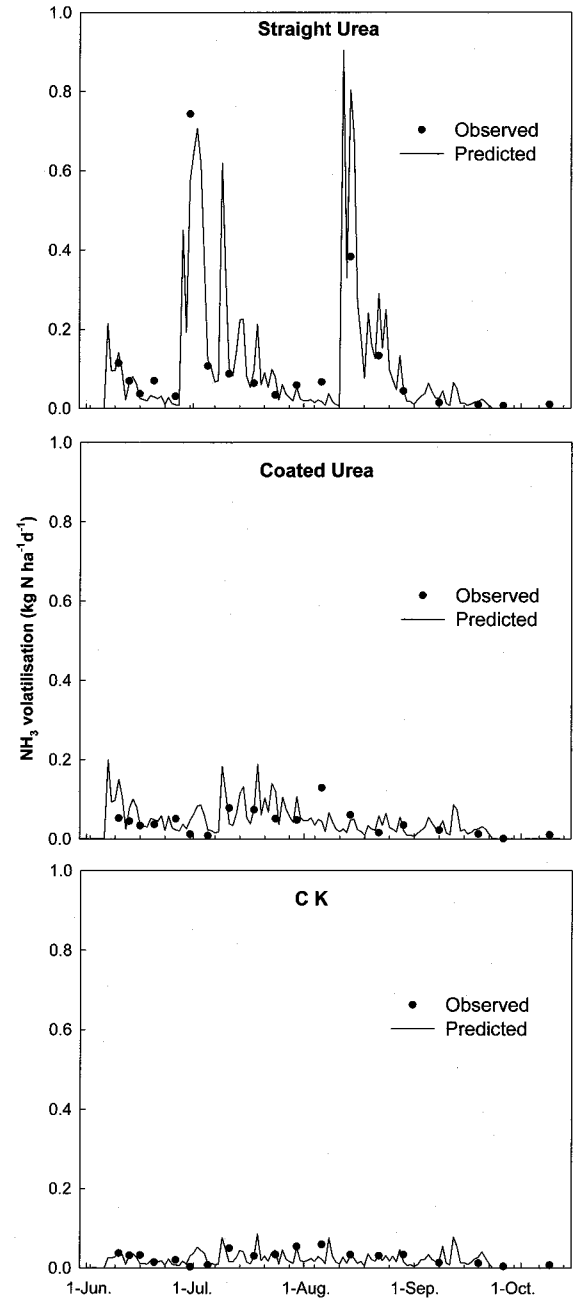 1.0
Straight Urea
0.8
Observed
Predicted
0.6
0.4
0.2
0.0
1.0
Coated Urea
0.8
Observed
Predicted
0.6
0.4
0.2
0.0
NH₃ volatilisation (kg N ha⁻¹d⁻¹)
1.0
C K
0.8
Observed
Predicted
0.6
0.4
0.2
0.0
1-Jun. 1-Jul. 1-Aug. 1-Sep. 1-Oct.